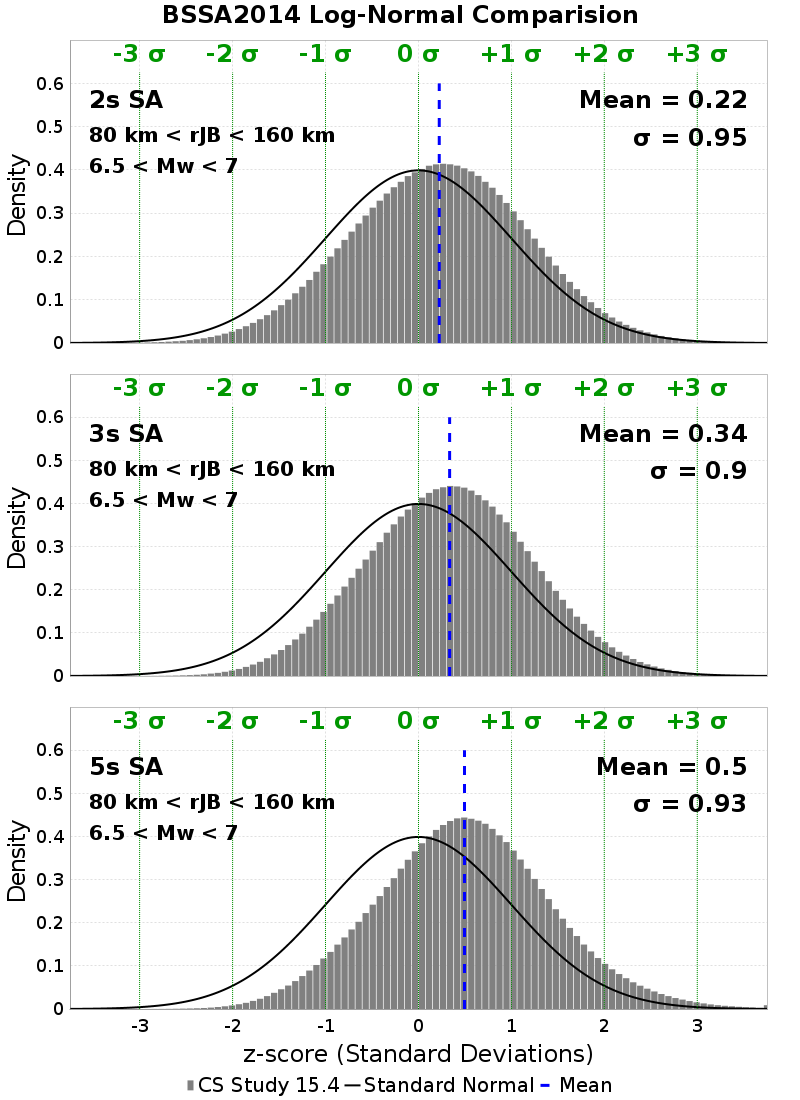 BSSA2014 Log-Normal Comparision
-3 σ -2 σ -1 σ 0 σ +1 σ +2 σ +3 σ
0.6
2s SA Mean = 0.22
0.5
80 km < rJB < 160 km σ = 0.95
6.5 < Mw < 7
0.4
Density
0.3
0.2
0.1
0
-3 σ -2 σ -1 σ 0 σ +1 σ +2 σ +3 σ
0.6
3s SA Mean = 0.34
0.5
80 km < rJB < 160 km σ = 0.9
6.5 < Mw < 7
0.4
Density
0.3
0.2
0.1
0
-3 σ -2 σ -1 σ 0 σ +1 σ +2 σ +3 σ
0.6
5s SA Mean = 0.5
0.5
80 km < rJB < 160 km σ = 0.93
6.5 < Mw < 7
0.4
Density
0.3
0.2
0.1
0
-3 -2 -1 0 1 2 3
z-score (Standard Deviations)
CS Study 15.4 Standard Normal Mean